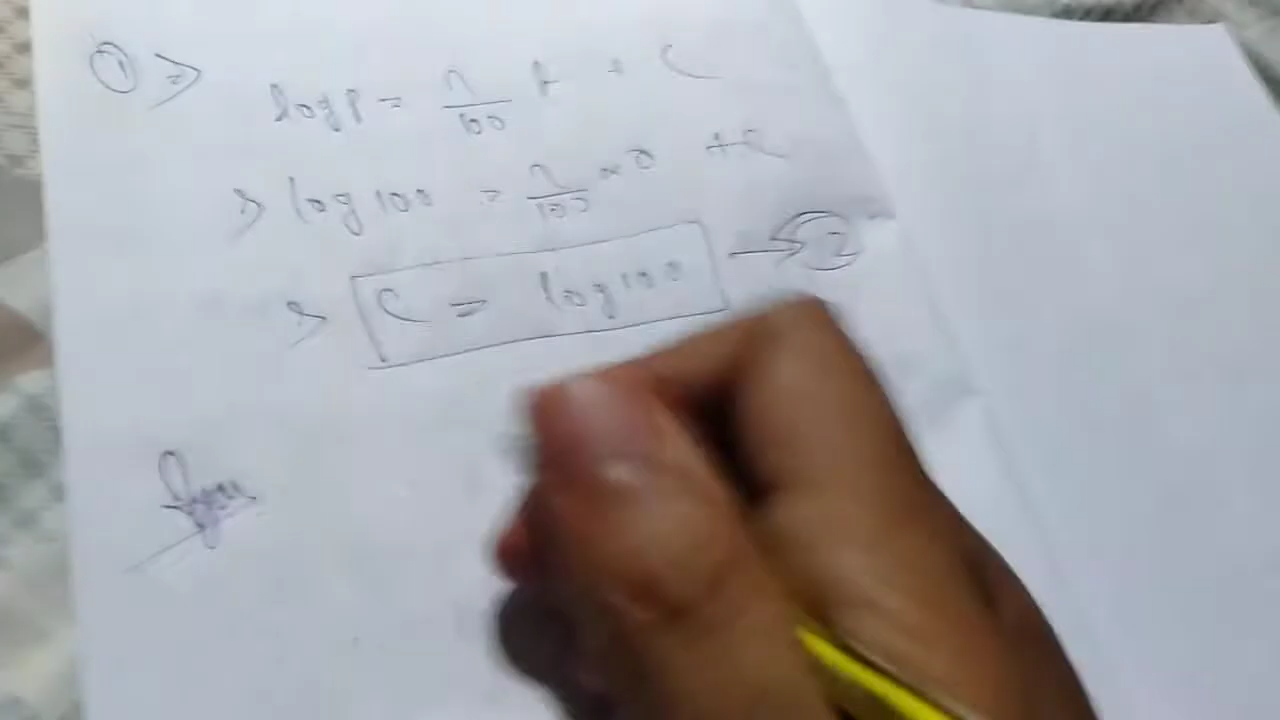 ① ⇒ log P = r/100 t + C
⇒ log 100 = r/100 × 0 + C
⇒ C = log 100 → ②